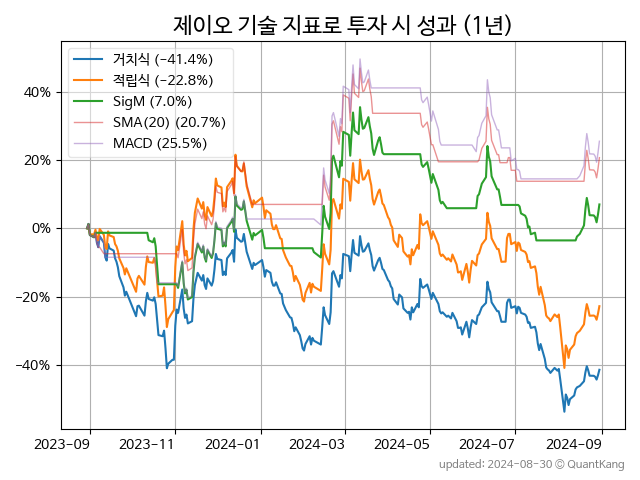 제이오 기술 지표로 투자 시 성과 (1년)
거치식 (−41.4%)
적립식 (−22.8%)
SigM (7.0%)
SMA(20) (20.7%)
MACD (25.5%)
40%
20%
0%
−20%
−40%
2023−09 2023−11 2024−01 2024−03 2024−05 2024−07 2024−09
updated: 2024−08−30 © QuantKang